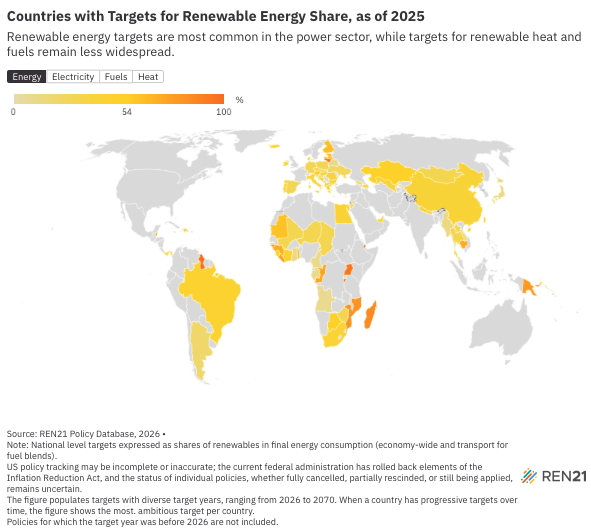 Countries with Targets for Renewable Energy Share, as of 2025
Renewable energy targets are most common in the power sector, while targets for renewable heat and
fuels remain less widespread.
Energy Electricity Fuels Heat
%
0 54 100
Source: REN21 Policy Database, 2026 •
Note: National level targets expressed as shares of renewables in final energy consumption (economy-wide and transport for
fuel blends).
US policy tracking may be incomplete or inaccurate; the current federal administration has rolled back elements of the
Inflation Reduction Act, and the status of individual policies, whether fully cancelled, partially rescinded, or still being applied,
remains uncertain.
The figure populates targets with diverse target years, ranging from 2026 to 2070. When a country has progressive targets over
time, the figure shows the most. ambitious target per country.
Policies for which the target year was before 2026 are not included.
REN21